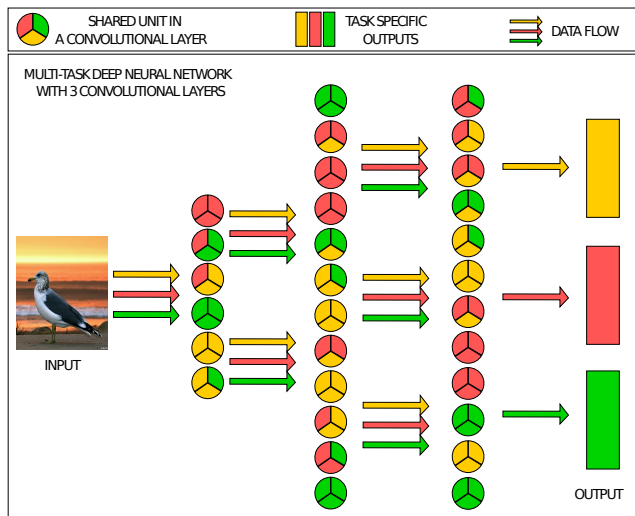 SHARED UNIT IN
A CONVOLUTIONAL LAYER
TASK SPECIFIC
OUTPUTS
DATA FLOW
MULTI-TASK DEEP NEURAL NETWORK
WITH 3 CONVOLUTIONAL LAYERS
INPUT
OUTPUT